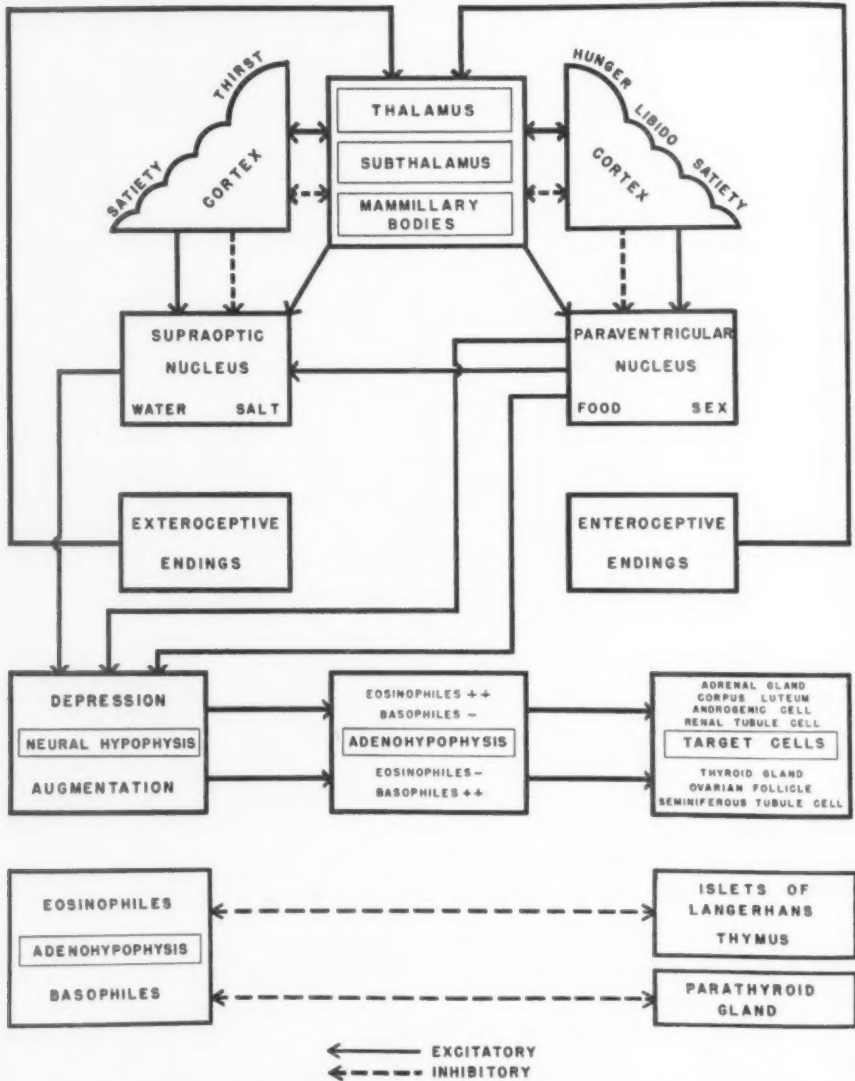 THIRST
SATIETY
CORTEX
THALAMUS
SUBTHALAMUS
MAMMILLARY
BODIES
HUNGER
LIBIDO
SATIETY
CORTEX
SUPRAOPTIC
NUCLEUS
WATER SALT
PARAVENTRICULAR
NUCLEUS
FOOD SEX
EXTEROCEPTIVE
ENDINGS
ENTEROCEPTIVE
ENDINGS
DEPRESSION
NEURAL HYPOPHYSIS
AUGMENTATION
EOSINOPHILES ++
BASOPHILES –
ADENOHYPOPHYSIS
EOSINOPHILES –
BASOPHILES ++
ADRENAL GLAND
CORPUS LUTEUM
ANDROGENIC CELL
RENAL TUBULE CELL
TARGET CELLS
THYROID GLAND
OVARIAN FOLLICLE
SEMINIFEROUS TUBULE CELL
EOSINOPHILES
ADENOHYPOPHYSIS
BASOPHILES
ISLETS OF
LANGERHANS
THYMUS
PARATHYROID
GLAND
EXCITATORY
INHIBITORY